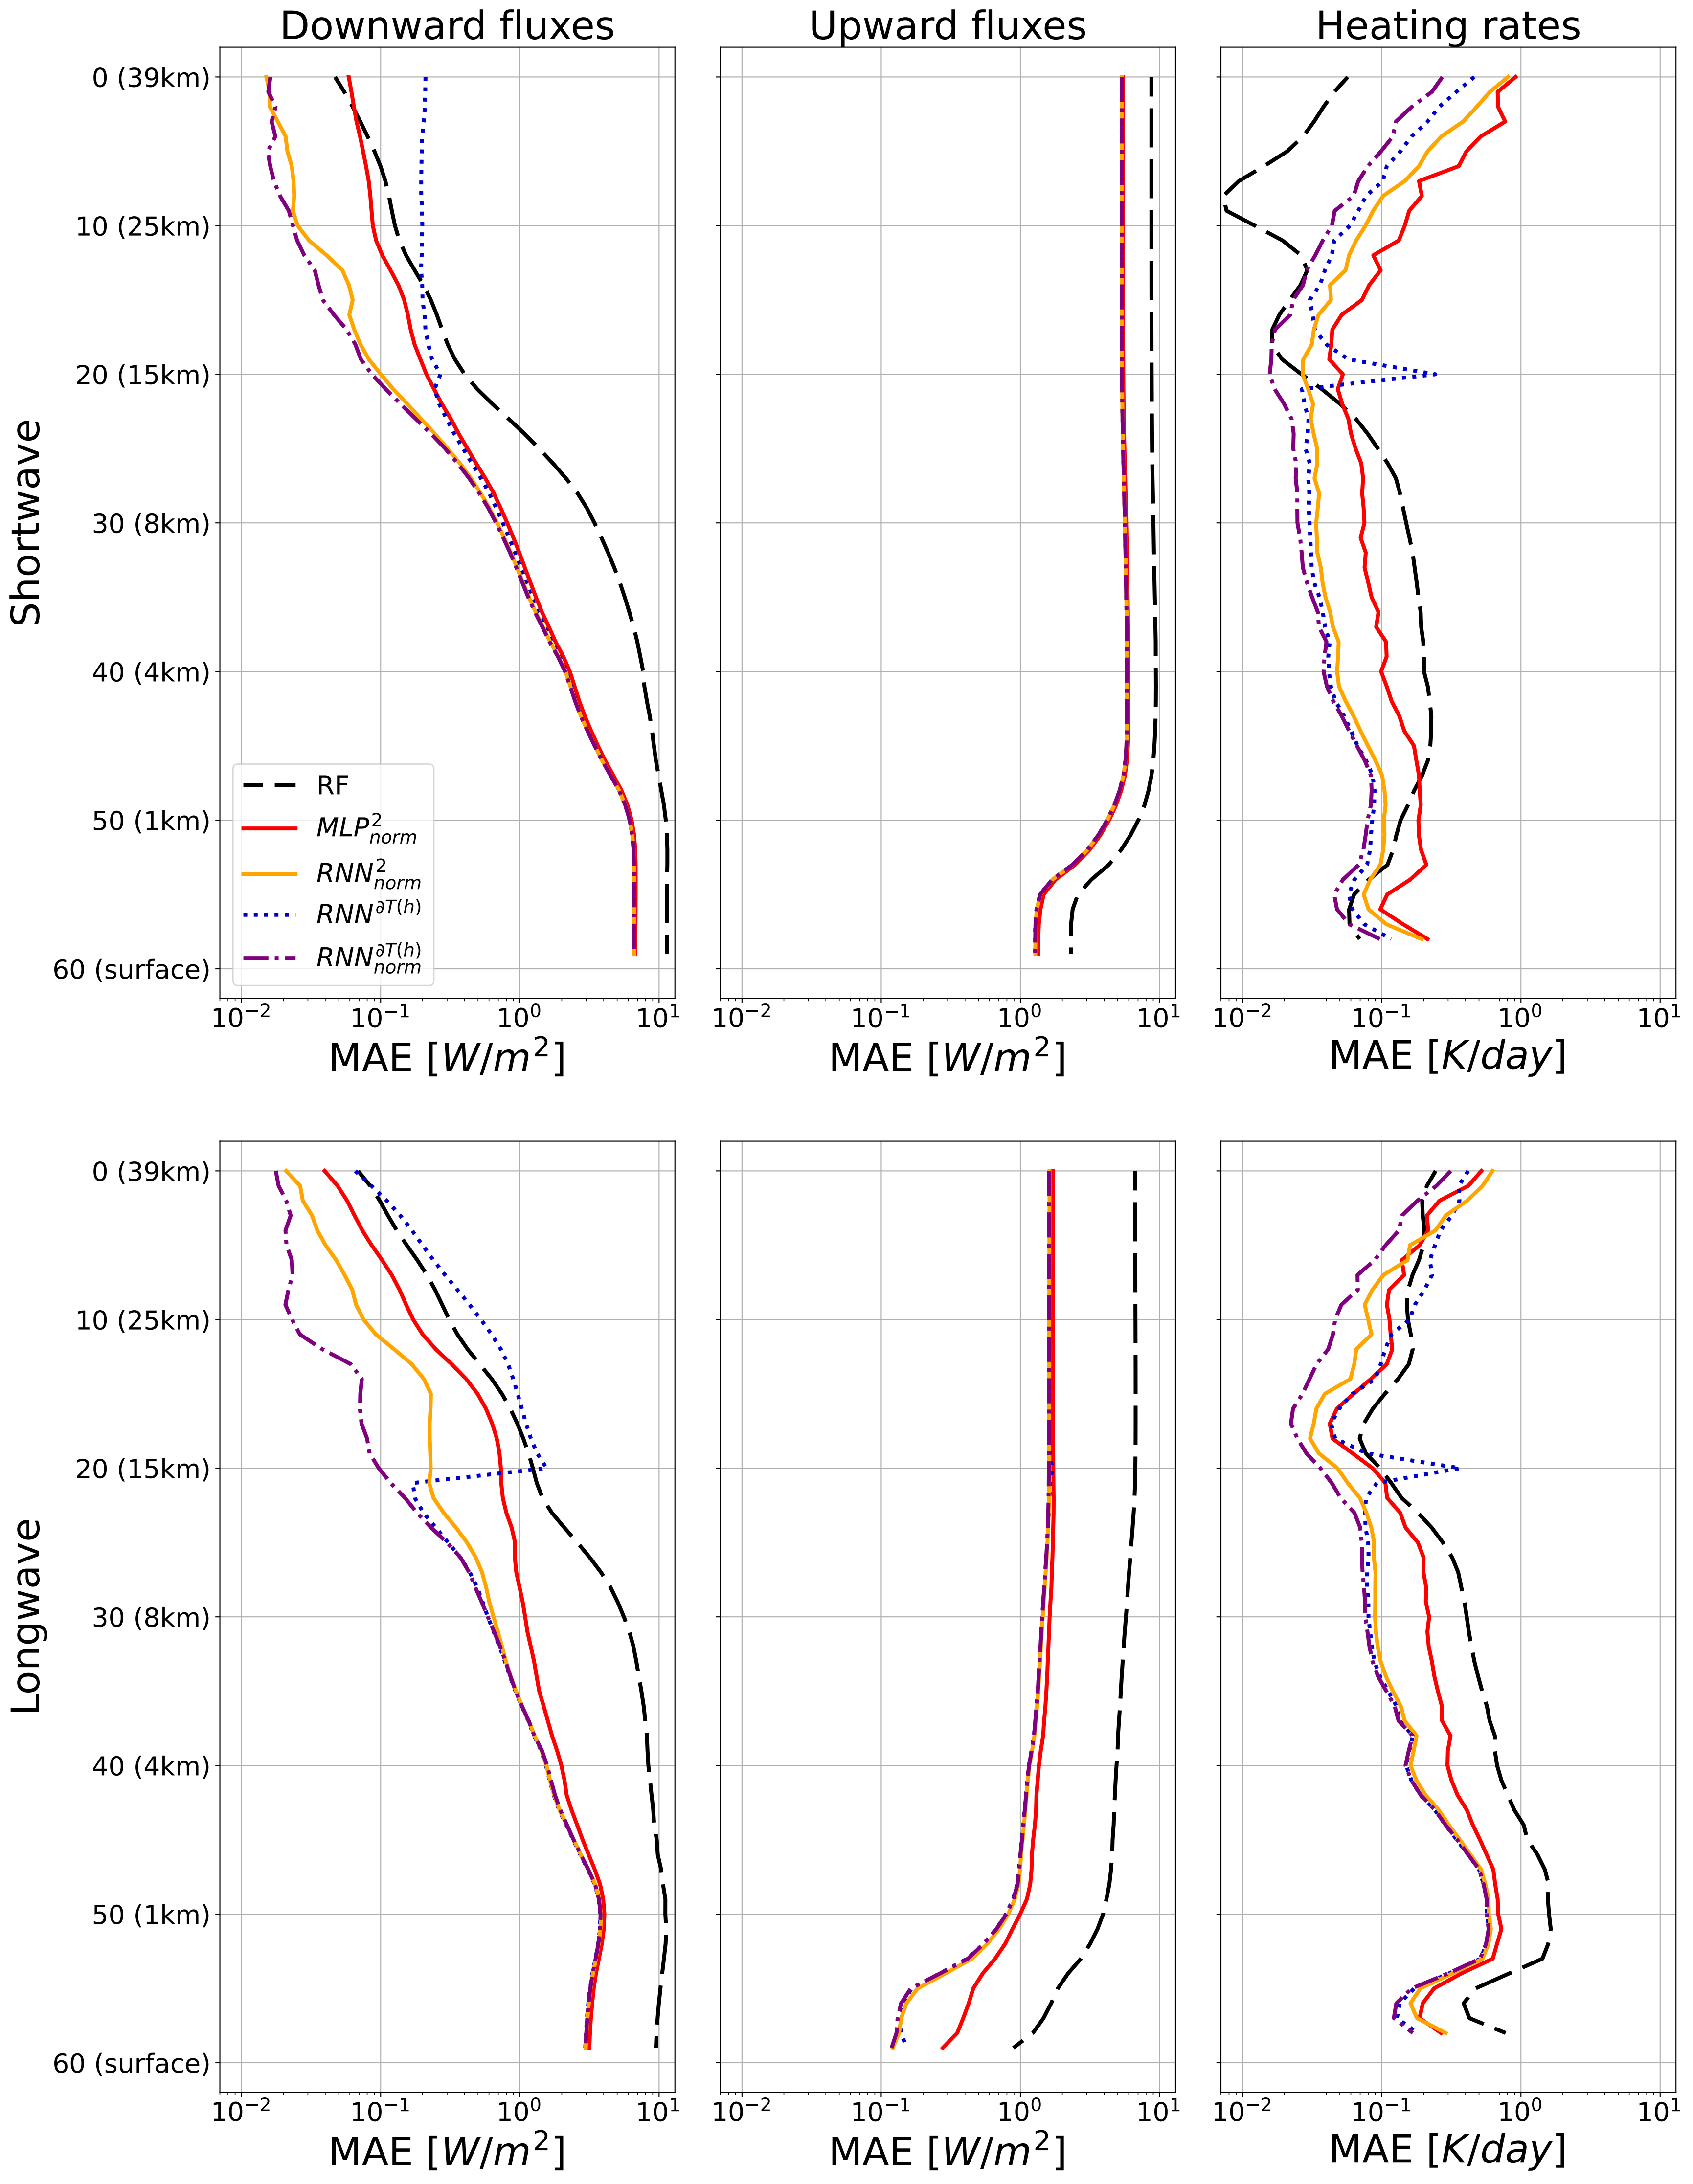 Downward fluxes
Upward fluxes
Heating rates
Shortwave
0 (39km)
10 (25km)
20 (15km)
30 (8km)
40 (4km)
50 (1km)
60 (surface)
RF
MLP²norm
RNN²norm
RNN∂T(h)
RNN∂T(h)norm
10⁻² 10⁻¹ 10⁰ 10¹
MAE [W/m²]
10⁻² 10⁻¹ 10⁰ 10¹
MAE [W/m²]
10⁻² 10⁻¹ 10⁰ 10¹
MAE [K/day]
Longwave
0 (39km)
10 (25km)
20 (15km)
30 (8km)
40 (4km)
50 (1km)
60 (surface)
10⁻² 10⁻¹ 10⁰ 10¹
MAE [W/m²]
10⁻² 10⁻¹ 10⁰ 10¹
MAE [W/m²]
10⁻² 10⁻¹ 10⁰ 10¹
MAE [K/day]